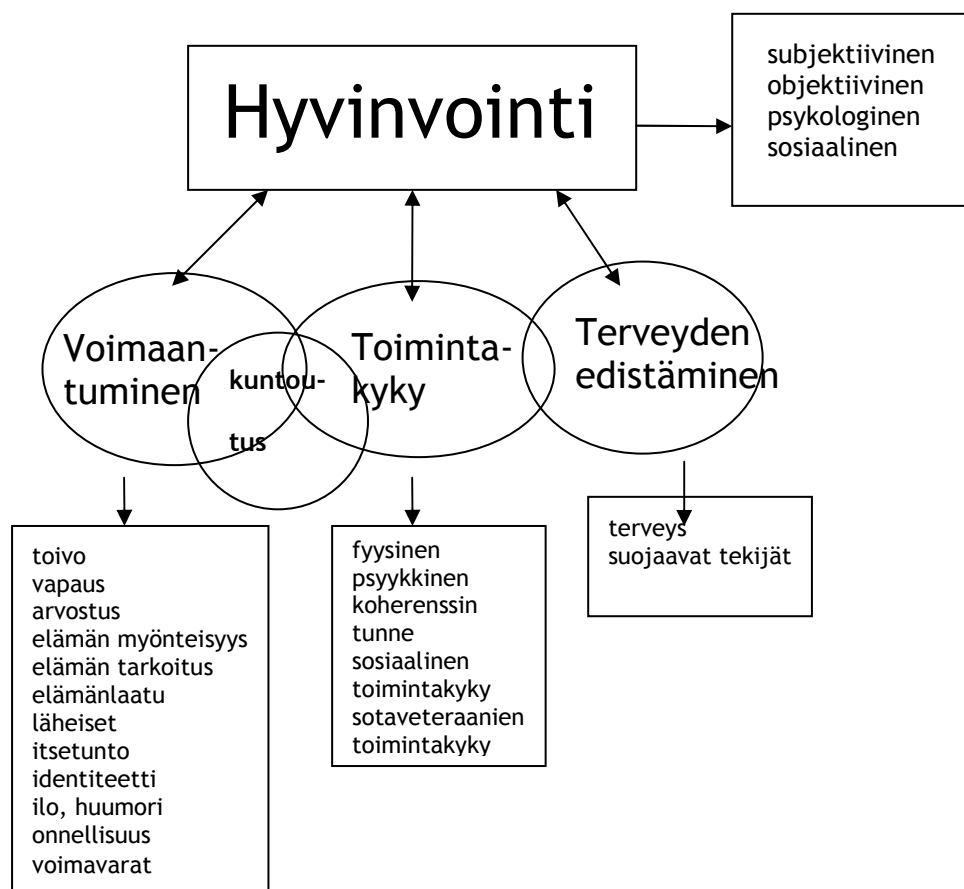 Hyvinvointi
subjektiivinen
objektiivinen
psykologinen
sosiaalinen
Voimaan-
tuminen
kuntou-
tus
Toiminta-
kyky
Terveyden
edistäminen
toivo
vapaus
arvostus
elämän myönteisyys
elämän tarkoitus
elämänlaatu
läheiset
itsetunto
identiteetti
ilo, huumori
onnellisuus
voimavarat
fyysinen
psyykkinen
koherenssin
tunne
sosiaalinen
toimintakyky
sotaveteraanien
toimintakyky
terveys
suojaavat tekijät